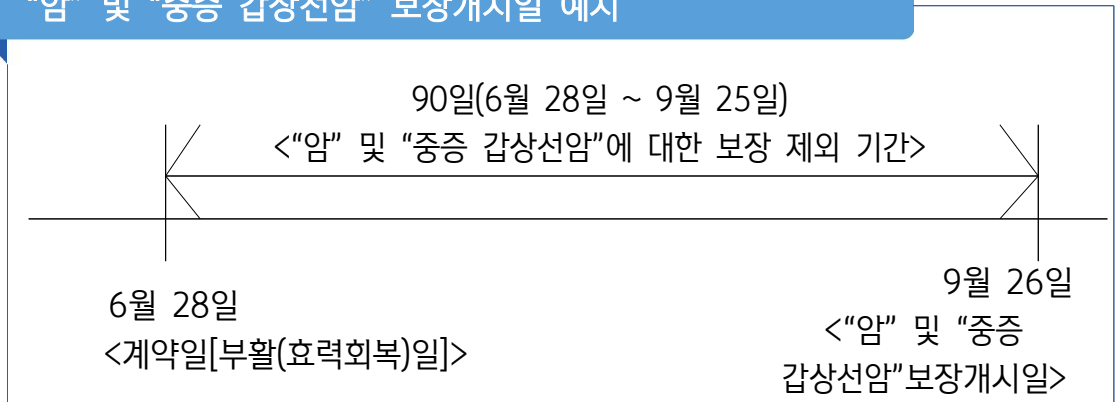 “암” 및 “중증 갑상선암” 보장개시일 예시
90일(6월 28일 ~ 9월 25일)
<“암” 및 “중증 갑상선암”에 대한 보장 제외 기간>
6월 28일
<계약일[부활(효력회복)일]>
9월 26일
<“암” 및 “중증
갑상선암”보장개시일>